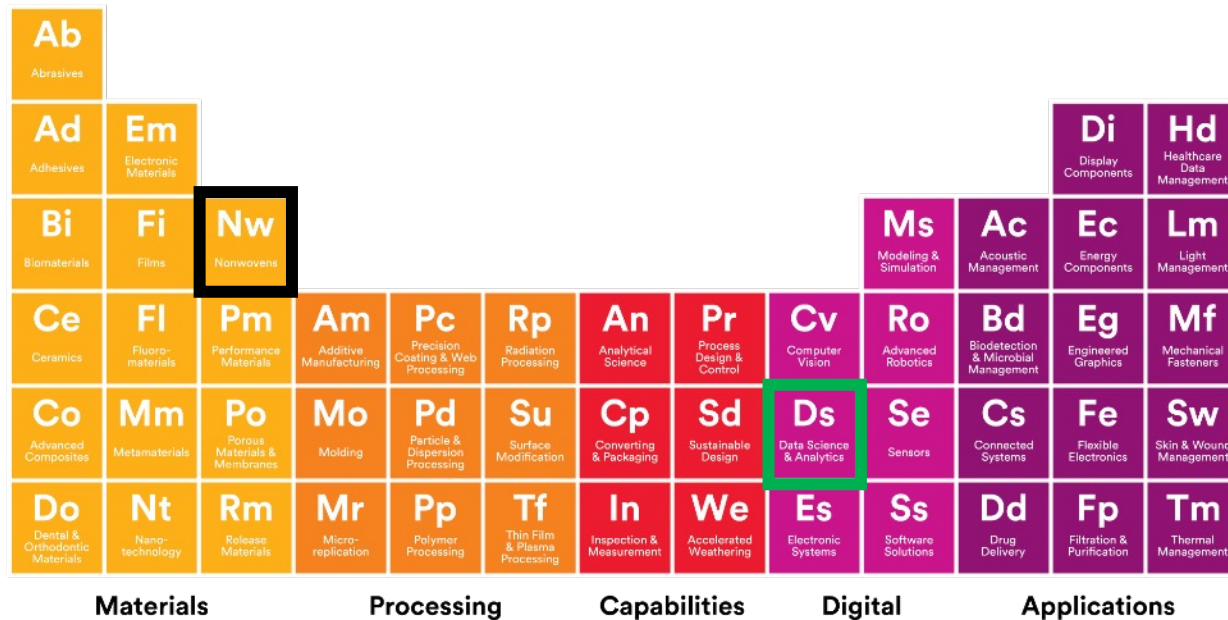 Ab
Abrasives
Ad
Adhesives
Em
Electronic
Materials
Di
Display
Components
Hd
Healthcare
Data
Management
Bi
Biomaterials
Fi
Films
Nw
Nonwovens
Ms
Modeling &
Simulation
Ac
Acoustic
Management
Ec
Energy
Components
Lm
Light
Management
Ce
Ceramics
Fl
Fluoro-
materials
Pm
Performance
Materials
Am
Additive
Manufacturing
Pc
Precision
Coating & Web
Processing
Rp
Radiation
Processing
An
Analytical
Science
Pr
Process
Design &
Control
Cv
Computer
Vision
Ro
Advanced
Robotics
Bd
Biodetection
& Microbial
Management
Eg
Engineered
Graphics
Mf
Mechanical
Fasteners
Co
Advanced
Composites
Mm
Metamaterials
Po
Porous
Materials &
Membranes
Mo
Molding
Pd
Particle &
Dispersion
Processing
Su
Surface
Modification
Cp
Converting
& Packaging
Sd
Sustainable
Design
Ds
Data Science
& Analytics
Se
Sensors
Cs
Connected
Systems
Fe
Flexible
Electronics
Sw
Skin & Wound
Management
Do
Dental &
Orthodontic
Materials
Nt
Nano-
technology
Rm
Release
Materials
Mr
Micro-
replication
Pp
Polymer
Processing
Tf
Thin Film
& Plasma
Processing
In
Inspection &
Measurement
We
Accelerated
Weathering
Es
Electronic
Systems
Ss
Software
Solutions
Dd
Drug
Delivery
Fp
Filtration &
Purification
Tm
Thermal
Management
Materials
Processing
Capabilities
Digital
Applications